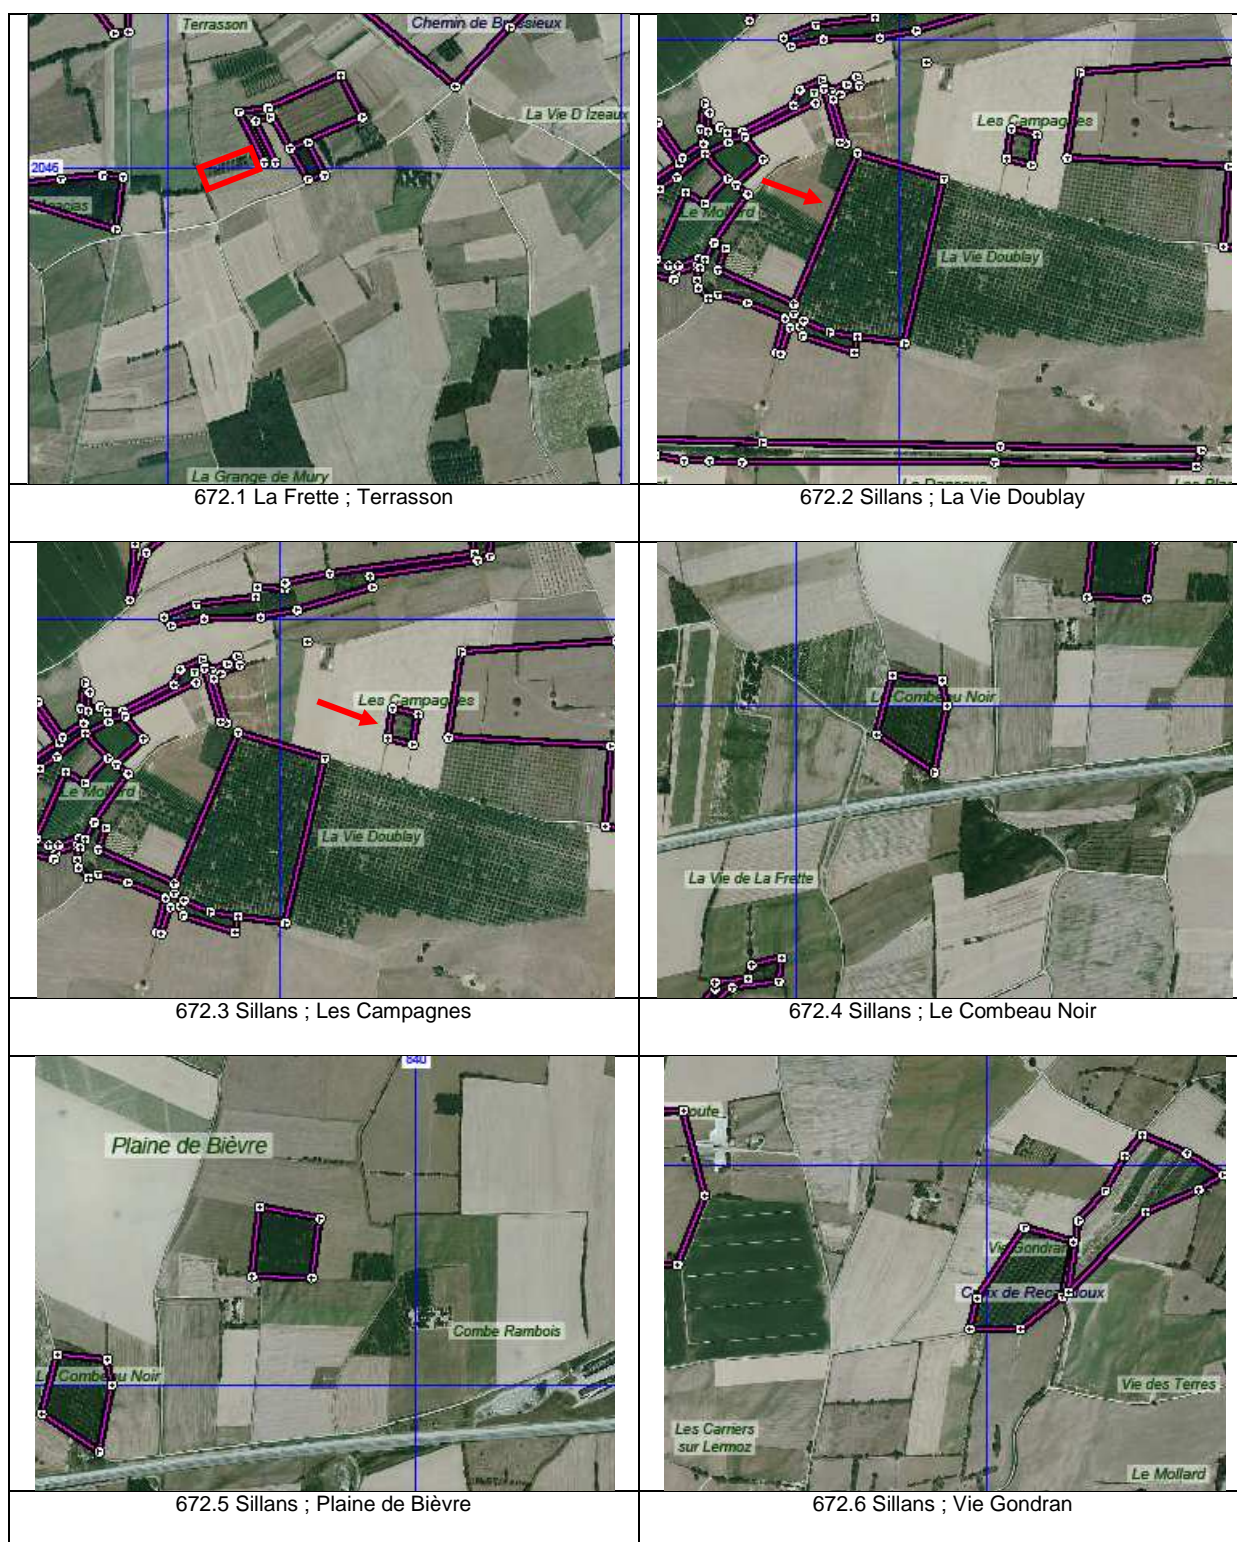 Terrasson
Chemin de Bressieux
La Vie D Izeaux
2046
Acacias
La Grange de Mury
672.1 La Frette ; Terrasson
Les Campagnes
Le Mollard
La Vie Doublay
672.2 Sillans ; La Vie Doublay
Les Campagnes
Le Mollard
La Vie Doublay
672.3 Sillans ; Les Campagnes
Le Combeau Noir
La Vie de La Frette
672.4 Sillans ; Le Combeau Noir
840
Plaine de Bièvre
Combe Rambois
Le Combeau Noir
672.5 Sillans ; Plaine de Bièvre
Vie Gondran
Vie des Terres
Les Carriers
sur Lermoz
Le Mollard
672.6 Sillans ; Vie Gondran